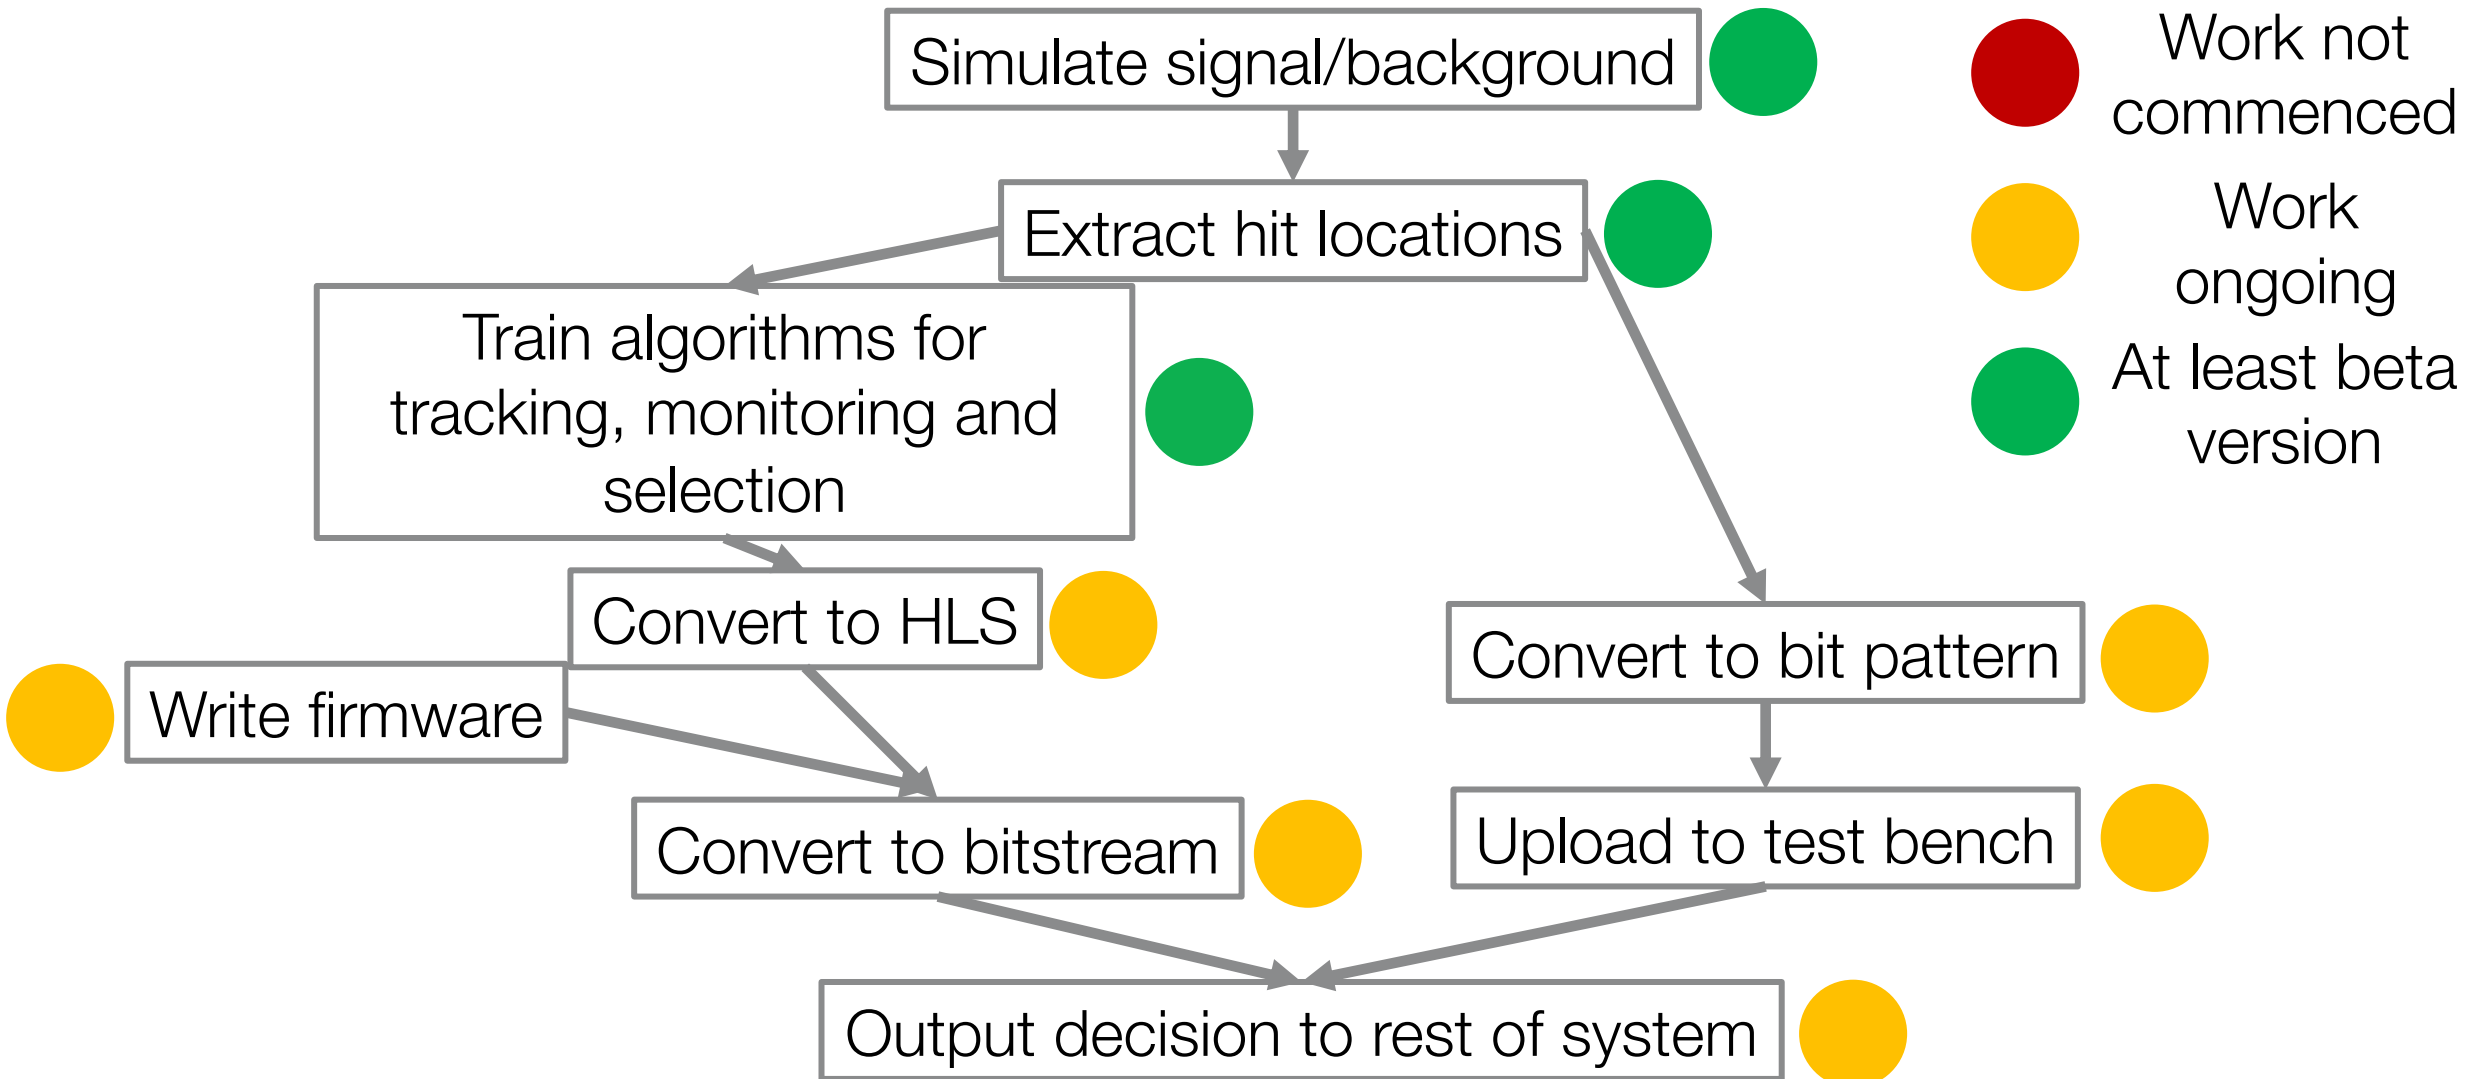 Simulate signal/background
Extract hit locations
Train algorithms for
tracking, monitoring and
selection
Convert to HLS
Write firmware
Convert to bitstream
Convert to bit pattern
Upload to test bench
Output decision to rest of system
Work not
commenced
Work
ongoing
At least beta
version